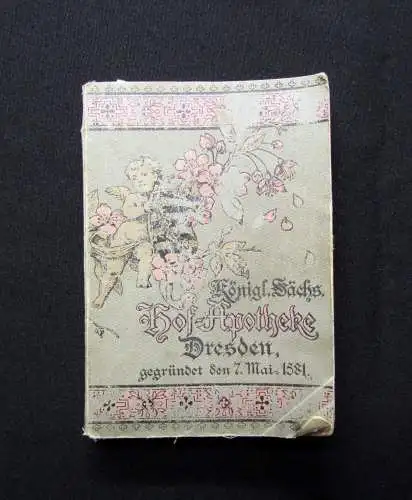 Königl. Sächs.
Hof-Apotheke
Dresden,
gegründet den 7. Mai 1581.